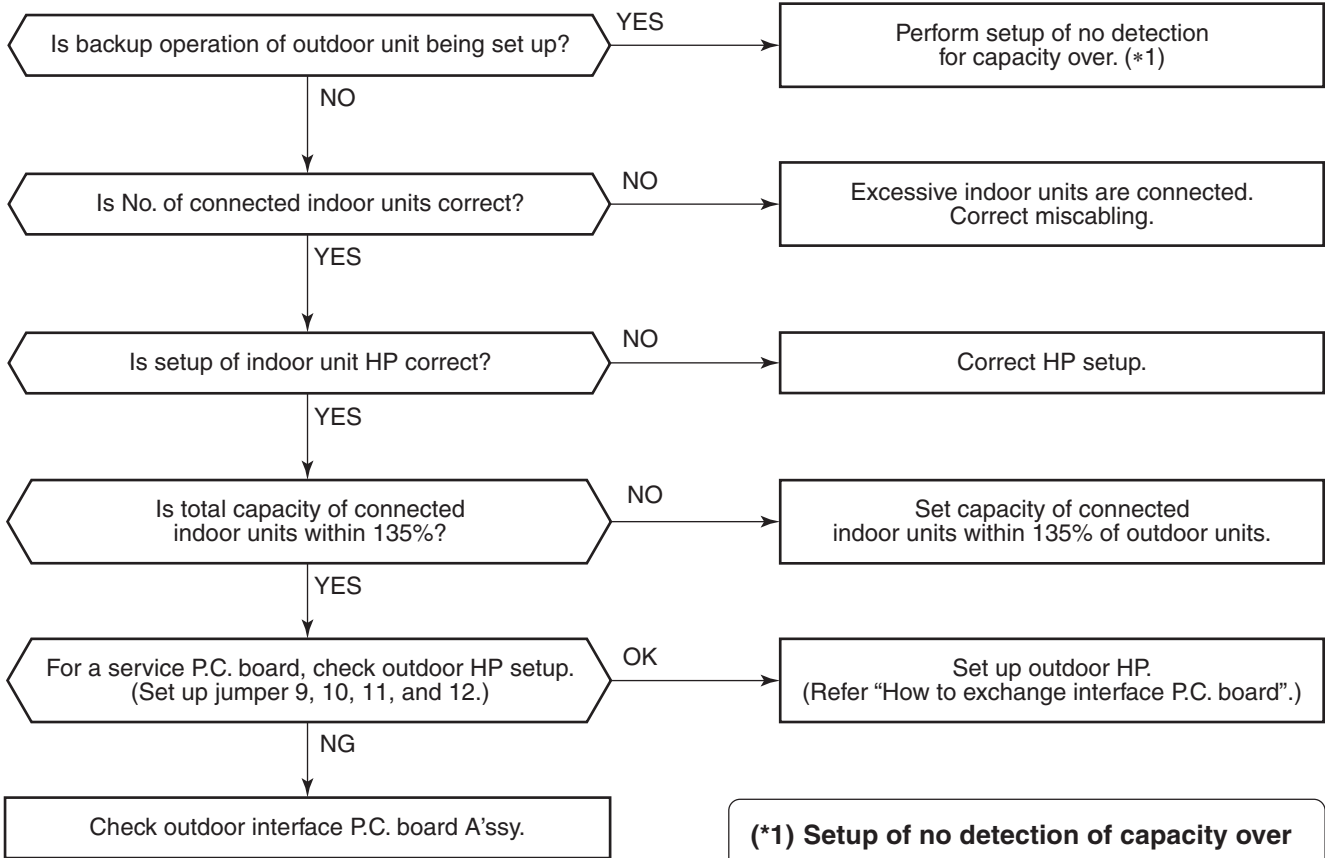 Is backup operation of outdoor unit being set up?
YES
Perform setup of no detection
for capacity over. (*1)
NO
Is No. of connected indoor units correct?
NO
Excessive indoor units are connected.
Correct miscabling.
YES
Is setup of indoor unit HP correct?
NO
Correct HP setup.
YES
Is total capacity of connected
indoor units within 135%?
NO
Set capacity of connected
indoor units within 135% of outdoor units.
YES
For a service P.C. board, check outdoor HP setup.
(Set up jumper 9, 10, 11, and 12.)
OK
Set up outdoor HP.
(Refer “How to exchange interface P.C. board”.)
NG
Check outdoor interface P.C. board A'ssy.
(*1) Setup of no detection of capacity over